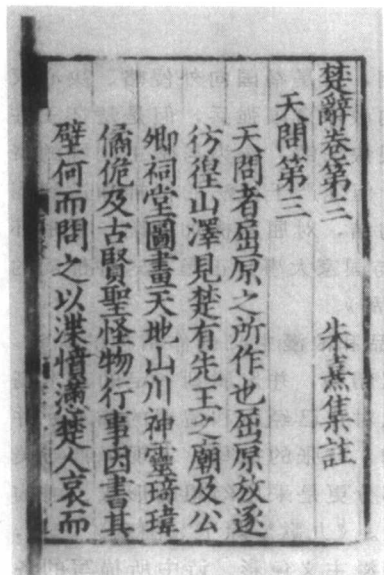 楚辭卷第三　朱熹集註
天問第三
天問者屈原之所作也屈原放逐
彷徨山澤見楚有先王之廟及公
卿祠堂圖畫天地山川神靈琦瑋
僪佹及古賢聖怪物行事因書其
壁何而問之以渫憤懣楚人哀而